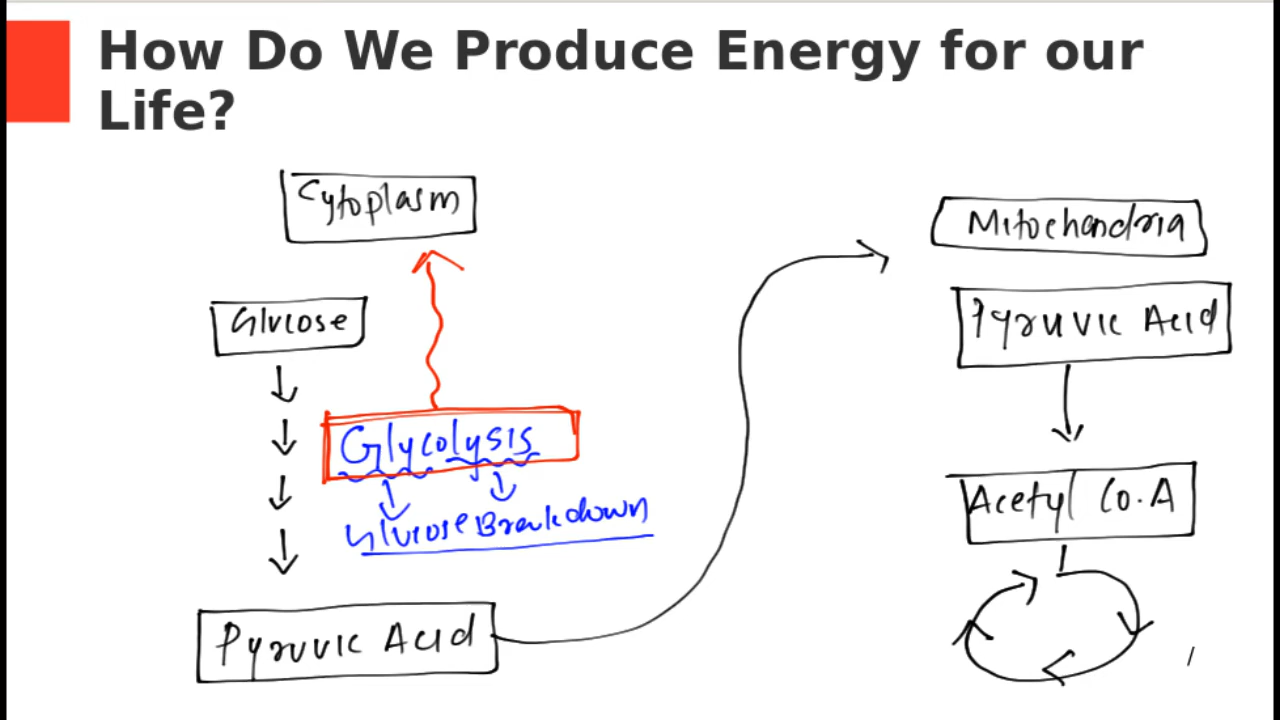 How Do We Produce Energy for our
Life?
Cytoplasm
Glucose
Glycolysis
Glucose Breakdown
Pyruvic Acid
Mitochondria
Pyruvic Acid
Acetyl Co.A